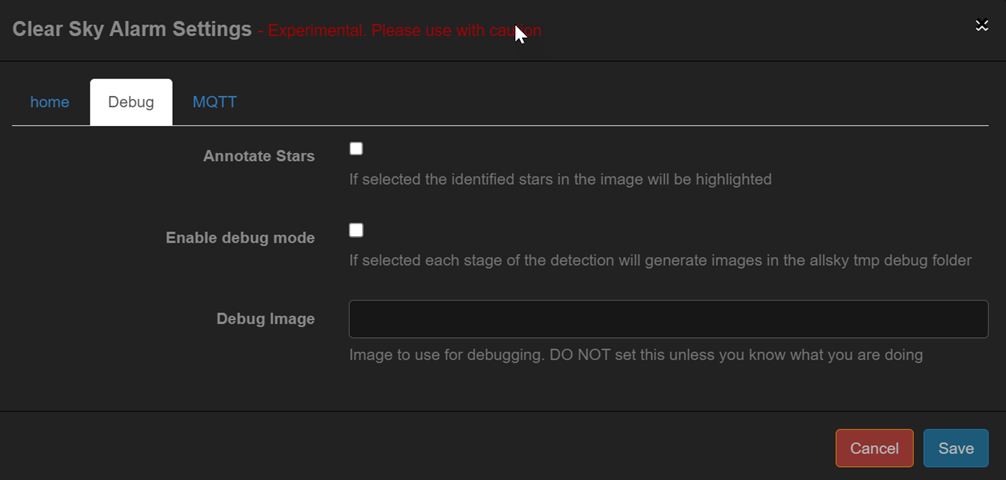 Clear Sky Alarm Settings - Experimental. Please use with caution
home Debug MQTT
Annotate Stars
If selected the identified stars in the image will be highlighted
Enable debug mode
If selected each stage of the detection will generate images in the allsky tmp debug folder
Debug Image
Image to use for debugging. DO NOT set this unless you know what you are doing
Cancel Save